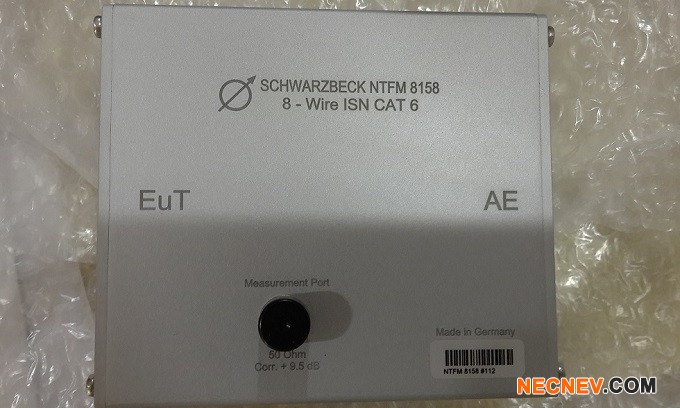 SCHWARZBECK NTFM 8158
8 - Wire ISN CAT 6
EuT
AE
Measurement Port
50 Ohm
Corr. + 9.5 dB
Made in Germany
NTFM 8158 #112
NECNEV.COM